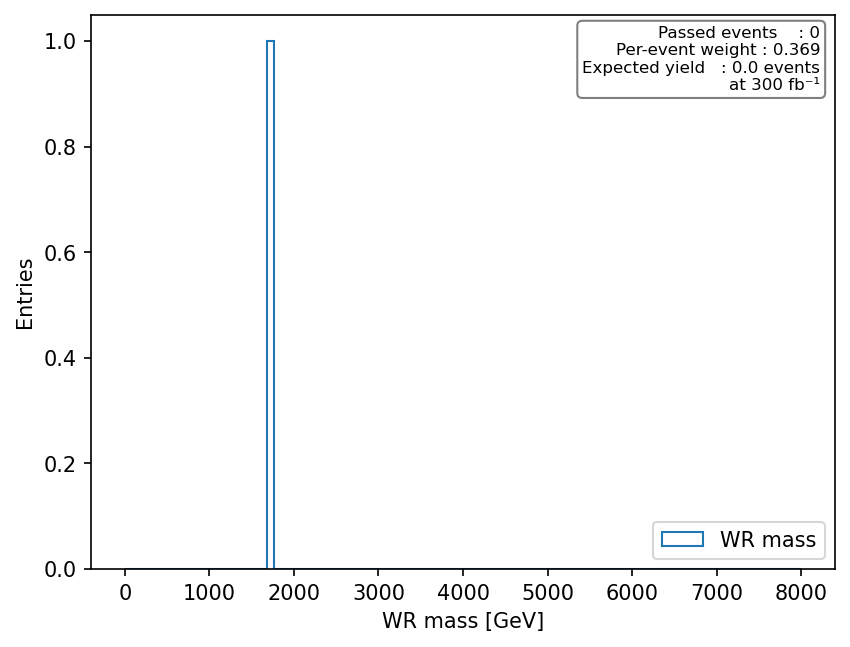 Passed events    : 0
Per-event weight : 0.369
Expected yield   : 0.0 events
at 300 fb⁻¹
1.0
0.8
0.6
0.4
0.2
0.0
Entries
WR mass
0 1000 2000 3000 4000 5000 6000 7000 8000
WR mass [GeV]